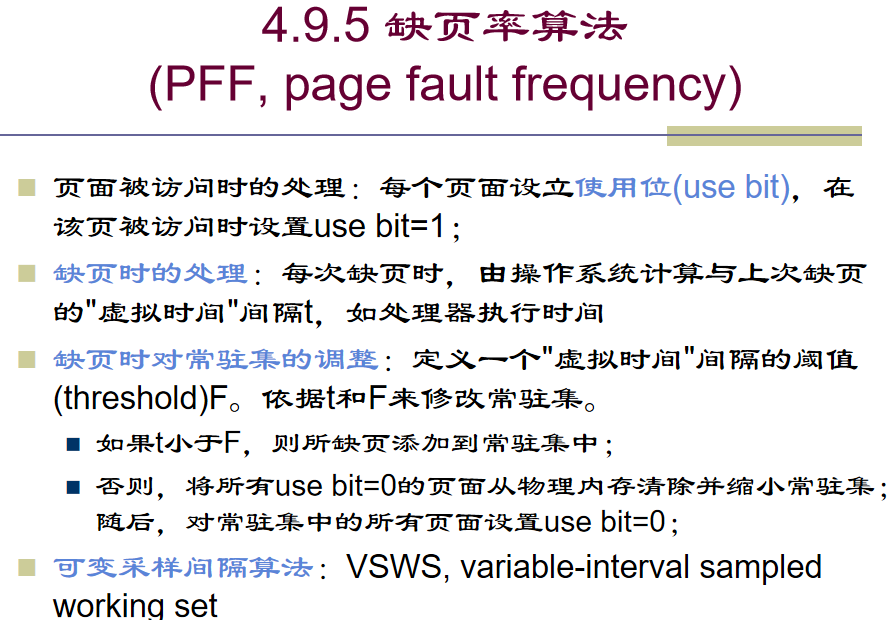 4.9.5 缺页率算法
(PFF, page fault frequency)
页面被访问时的处理：每个页面设立使用位(use bit)，在
该页被访问时设置use bit=1；
缺页时的处理：每次缺页时，由操作系统计算与上次缺页
的"虚拟时间"间隔t，如处理器执行时间
缺页时对常驻集的调整：定义一个"虚拟时间"间隔的阈值
(threshold)F。依据t和F来修改常驻集。
如果t小于F，则所缺页添加到常驻集中；
否则，将所有use bit=0的页面从物理内存清除并缩小常驻集；
随后，对常驻集中的所有页面设置use bit=0；
可变采样间隔算法：VSWS, variable-interval sampled
working set